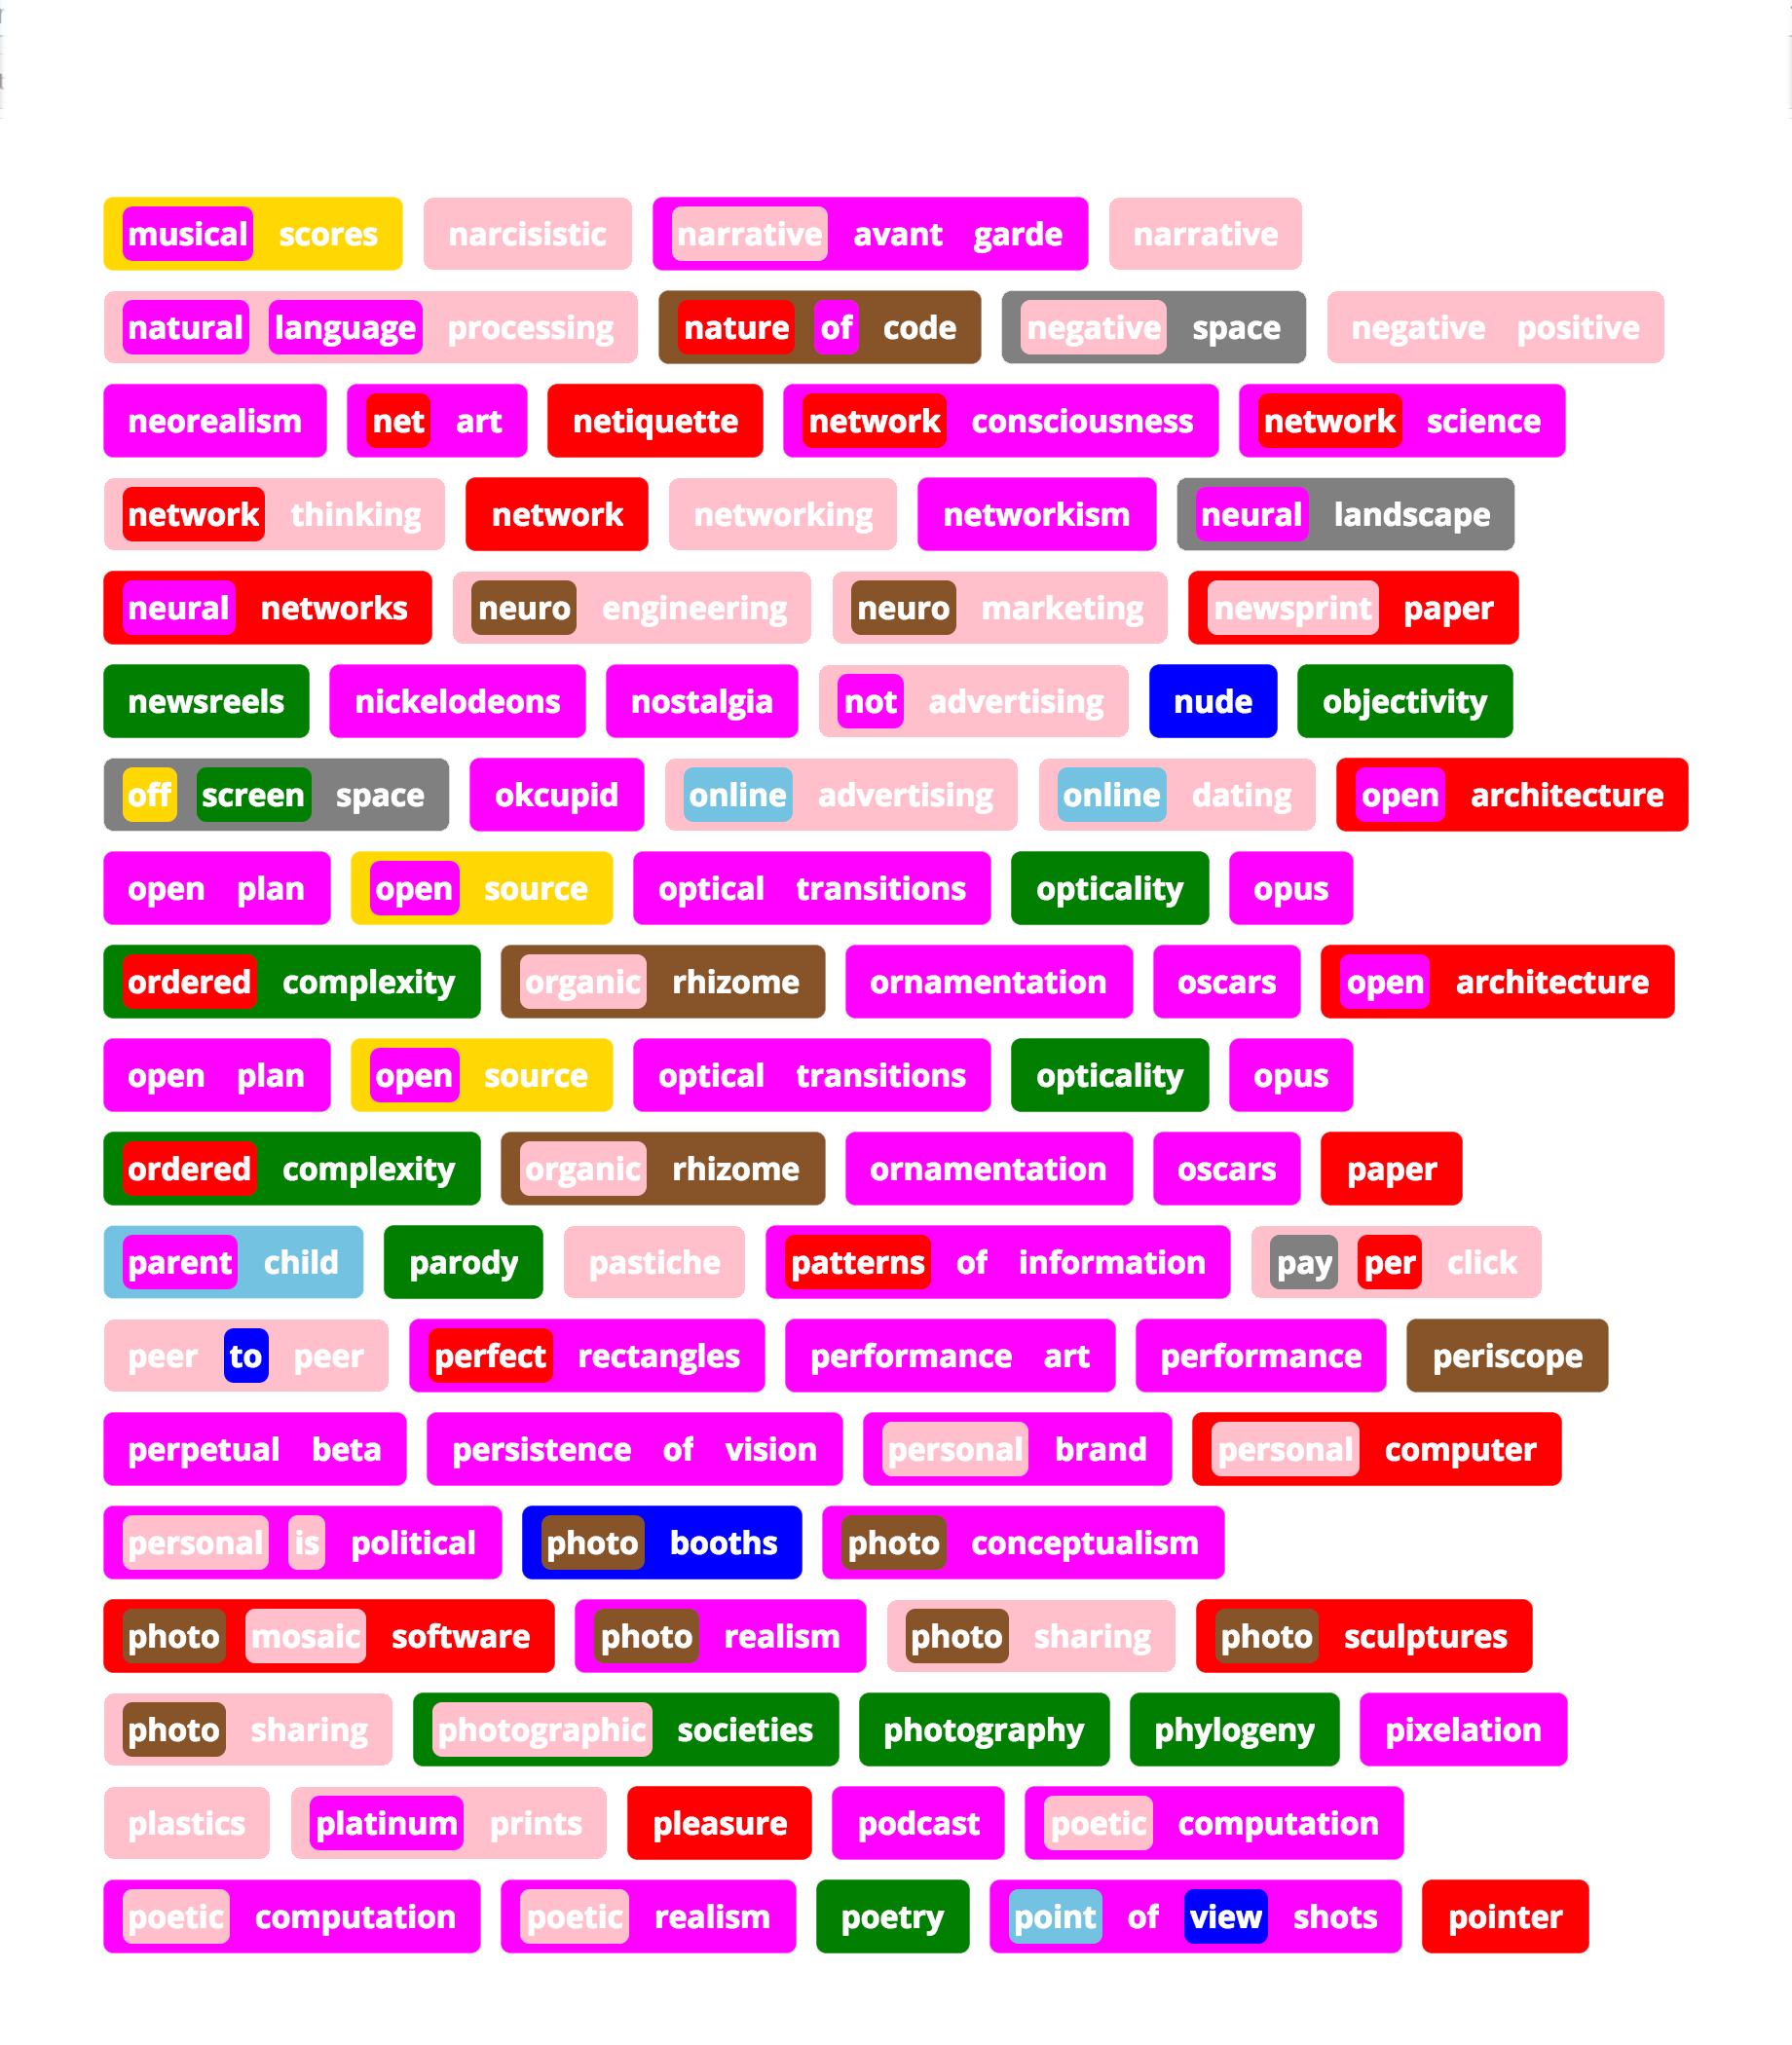 musical scores narcisistic narrative avant garde narrative
natural language processing nature of code negative space negative positive
neorealism net art netiquette network consciousness network science
network thinking network networking networkism neural landscape
neural networks neuro engineering neuro marketing newsprint paper
newsreels nickelodeons nostalgia not advertising nude objectivity
off screen space okcupid online advertising online dating open architecture
open plan open source optical transitions opticality opus
ordered complexity organic rhizome ornamentation oscars open architecture
open plan open source optical transitions opticality opus
ordered complexity organic rhizome ornamentation oscars paper
parent child parody pastiche patterns of information pay per click
peer to peer perfect rectangles performance art performance periscope
perpetual beta persistence of vision personal brand personal computer
personal is political photo booths photo conceptualism
photo mosaic software photo realism photo sharing photo sculptures
photo sharing photographic societies photography phylogeny pixelation
plastics platinum prints pleasure podcast poetic computation
poetic computation poetic realism poetry point of view shots pointer